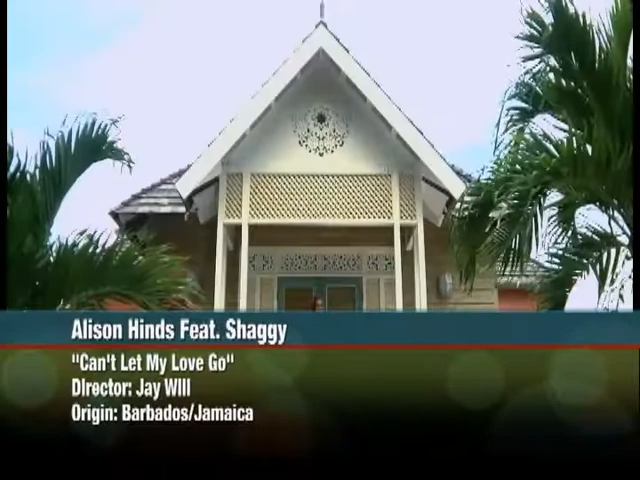 Alison Hinds Feat. Shaggy
"Can't Let My Love Go"
Director: Jay Will
Origin: Barbados/Jamaica